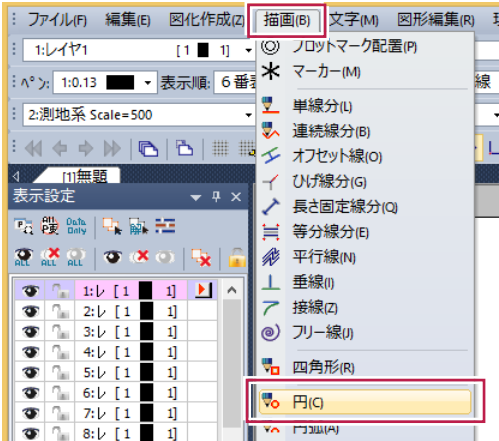 ファイル(F) 編集(E) 図化作成(Z) 描画(B) 文字(M) 図形編集(R)
1:レイヤ1 [1 1]
ﾍﾟﾝ: 1:0.13 表示順: 6番 線
2:測地系 Scale=500
[1]無題
表示設定
ALL P変 Data Only
ALL ALL ALL
1:レ [1 1]
2:レ [1 1]
3:レ [1 1]
4:レ [1 1]
5:レ [1 1]
6:レ [1 1]
7:レ [1 1]
8:レ [1 1]
プロットマーク配置(P)
マーカー(M)
単線分(L)
連続線分(B)
オフセット線(O)
ひげ線分(G)
長さ固定線分(Q)
等分線分(E)
平行線(N)
垂線(I)
接線(Z)
フリー線(J)
四角形(R)
円(C)
円弧(A)